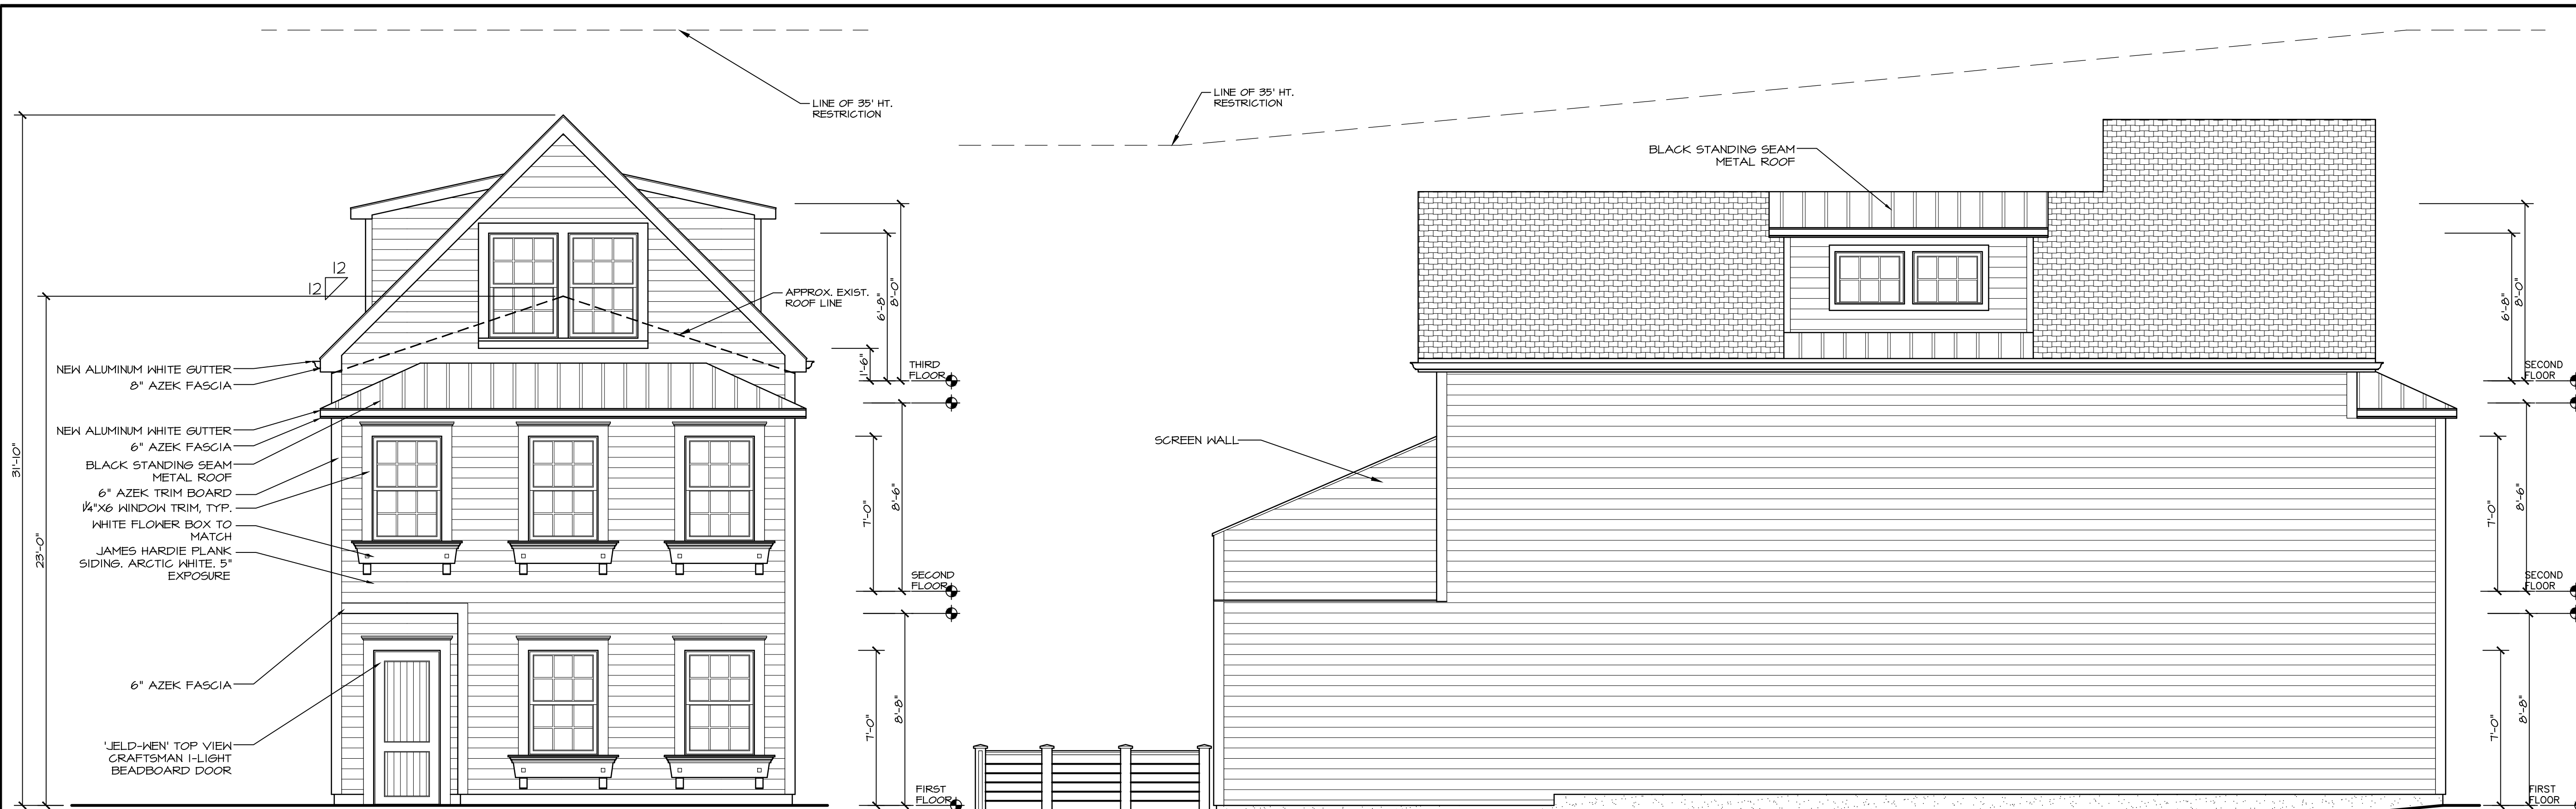 LINE OF 35' HT.
RESTRICTION
12
12
APPROX. EXIST.
ROOF LINE
NEW ALUMINUM WHITE GUTTER
8" AZEK FASCIA
NEW ALUMINUM WHITE GUTTER
6" AZEK FASCIA
BLACK STANDING SEAM
METAL ROOF
6" AZEK TRIM BOARD
1¼"X6 WINDOW TRIM, TYP.
WHITE FLOWER BOX TO
MATCH
JAMES HARDIE PLANK
SIDING. ARCTIC WHITE. 5"
EXPOSURE
6" AZEK FASCIA
'JELD-WEN' TOP VIEW
CRAFTSMAN 1-LIGHT
BEADBOARD DOOR
31'-10"
23'-0"
1'-6"
6'-8"
8'-0"
THIRD
FLOOR
7'-0"
8'-6"
SECOND
FLOOR
7'-0"
8'-8"
FIRST
FLOOR
LINE OF 35' HT.
RESTRICTION
BLACK STANDING SEAM
METAL ROOF
SCREEN WALL
6'-8"
8'-0"
SECOND
FLOOR
7'-0"
8'-6"
SECOND
FLOOR
7'-0"
8'-8"
FIRST
FLOOR